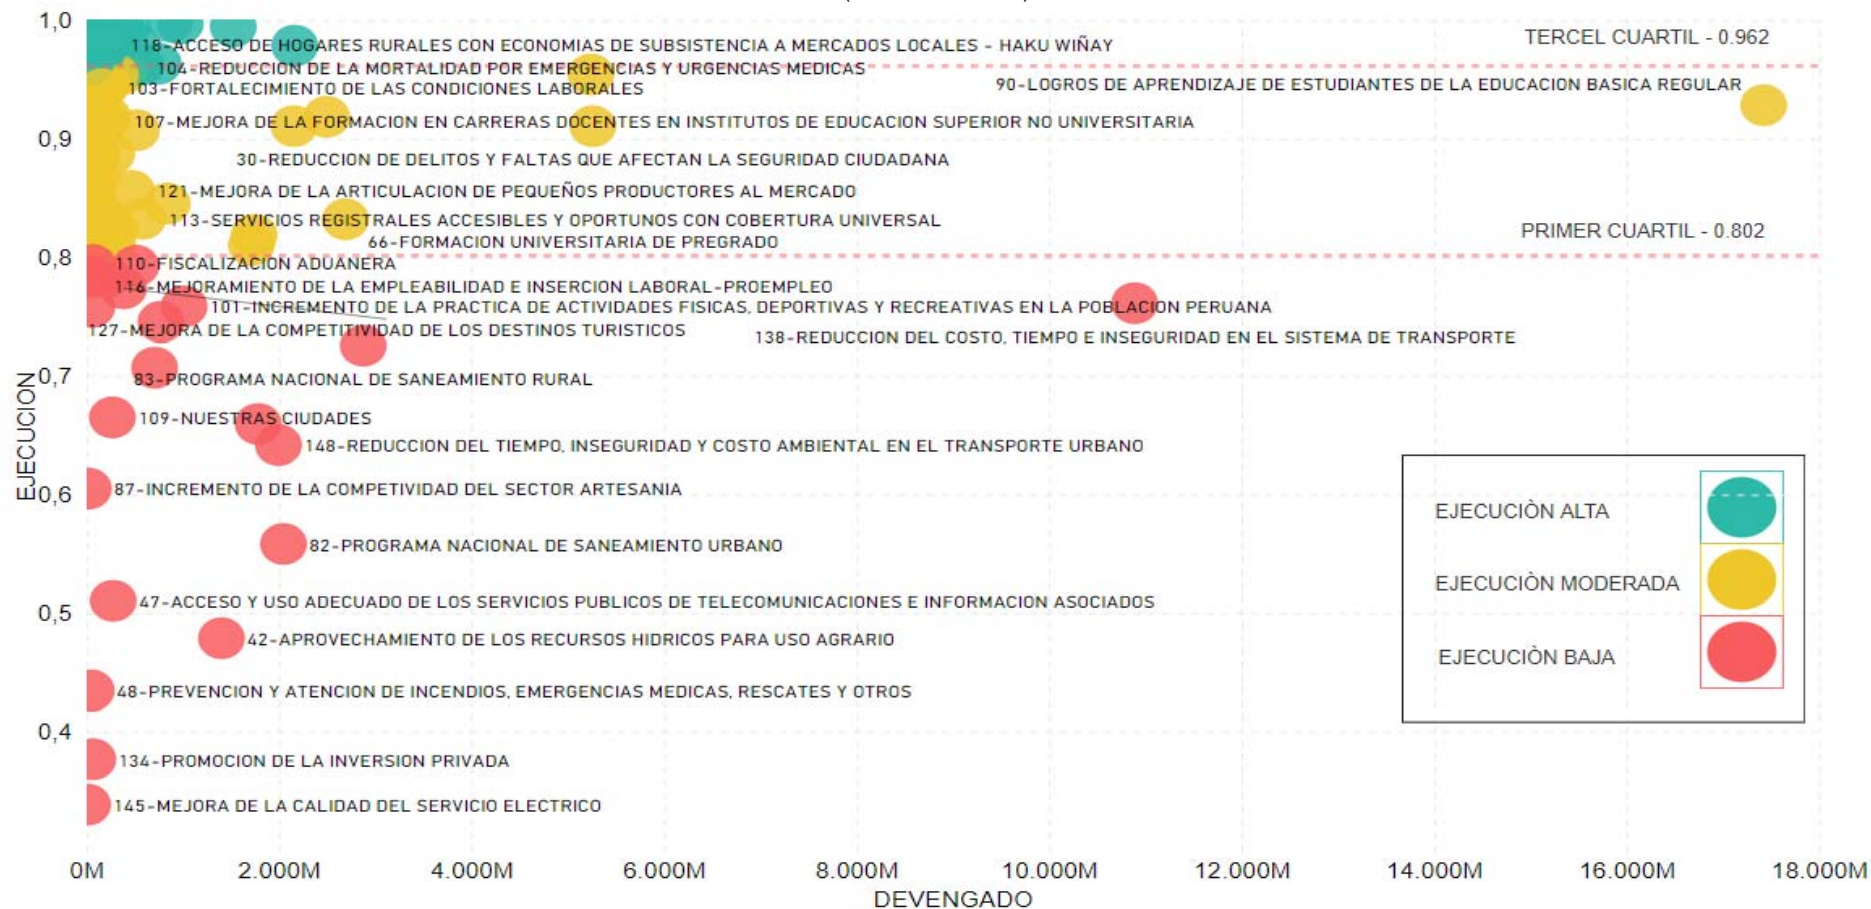 1,0
118-ACCESO DE HOGARES RURALES CON ECONOMIAS DE SUBSISTENCIA A MERCADOS LOCALES - HAKU WIÑAY
TERCEL CUARTIL - 0.962
104-REDUCCION DE LA MORTALIDAD POR EMERGENCIAS Y URGENCIAS MEDICAS
103-FORTALECIMIENTO DE LAS CONDICIONES LABORALES
90-LOGROS DE APRENDIZAJE DE ESTUDIANTES DE LA EDUCACION BASICA REGULAR
107-MEJORA DE LA FORMACION EN CARRERAS DOCENTES EN INSTITUTOS DE EDUCACION SUPERIOR NO UNIVERSITARIA
0,9
30-REDUCCION DE DELITOS Y FALTAS QUE AFECTAN LA SEGURIDAD CIUDADANA
121-MEJORA DE LA ARTICULACION DE PEQUEÑOS PRODUCTORES AL MERCADO
113-SERVICIOS REGISTRALES ACCESIBLES Y OPORTUNOS CON COBERTURA UNIVERSAL
PRIMER CUARTIL - 0.802
66-FORMACION UNIVERSITARIA DE PREGRADO
0,8
110-FISCALIZACION ADUANERA
116-MEJORAMIENTO DE LA EMPLEABILIDAD E INSERCION LABORAL-PROEMPLEO
101-INCREMENTO DE LA PRACTICA DE ACTIVIDADES FISICAS, DEPORTIVAS Y RECREATIVAS EN LA POBLACION PERUANA
127-MEJORA DE LA COMPETITIVIDAD DE LOS DESTINOS TURISTICOS
138-REDUCCION DEL COSTO, TIEMPO E INSEGURIDAD EN EL SISTEMA DE TRANSPORTE
0,7
83-PROGRAMA NACIONAL DE SANEAMIENTO RURAL
109-NUESTRAS CIUDADES
148-REDUCCION DEL TIEMPO, INSEGURIDAD Y COSTO AMBIENTAL EN EL TRANSPORTE URBANO
EJECUCION
87-INCREMENTO DE LA COMPETIVIDAD DEL SECTOR ARTESANIA
0,6
EJECUCIÒN ALTA
82-PROGRAMA NACIONAL DE SANEAMIENTO URBANO
EJECUCIÒN MODERADA
47-ACCESO Y USO ADECUADO DE LOS SERVICIOS PUBLICOS DE TELECOMUNICACIONES E INFORMACION ASOCIADOS
0,5
42-APROVECHAMIENTO DE LOS RECURSOS HIDRICOS PARA USO AGRARIO
EJECUCIÒN BAJA
48-PREVENCION Y ATENCION DE INCENDIOS, EMERGENCIAS MEDICAS, RESCATES Y OTROS
0,4
134-PROMOCION DE LA INVERSION PRIVADA
145-MEJORA DE LA CALIDAD DEL SERVICIO ELECTRICO
0M 2.000M 4.000M 6.000M 8.000M 10.000M 12.000M 14.000M 16.000M 18.000M
DEVENGADO